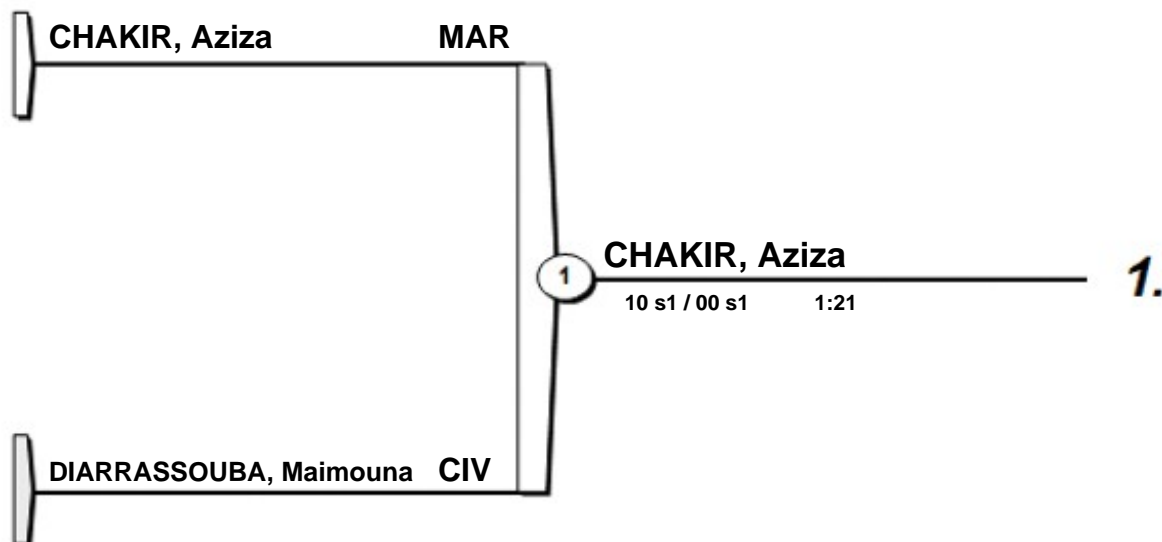 CHAKIR, Aziza MAR
CHAKIR, Aziza
1
1.
10 s1 / 00 s1 1:21
DIARRASSOUBA, Maimouna CIV